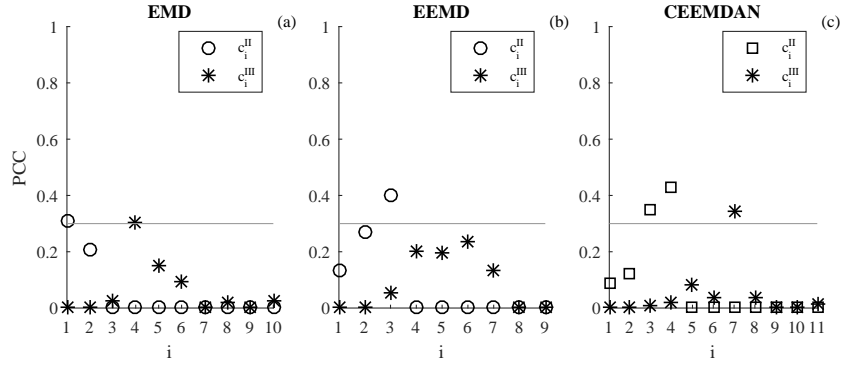 EMD
(a)
1
0.8
0.6
0.4
0.2
0
PCC
c_i^II
c_i^III
1 2 3 4 5 6 7 8 9 10
i
EEMD
(b)
1
0.8
0.6
0.4
0.2
0
c_i^II
c_i^III
1 2 3 4 5 6 7 8 9
i
CEEMDAN
(c)
1
0.8
0.6
0.4
0.2
0
c_i^II
c_i^III
1 2 3 4 5 6 7 8 9 10 11
i